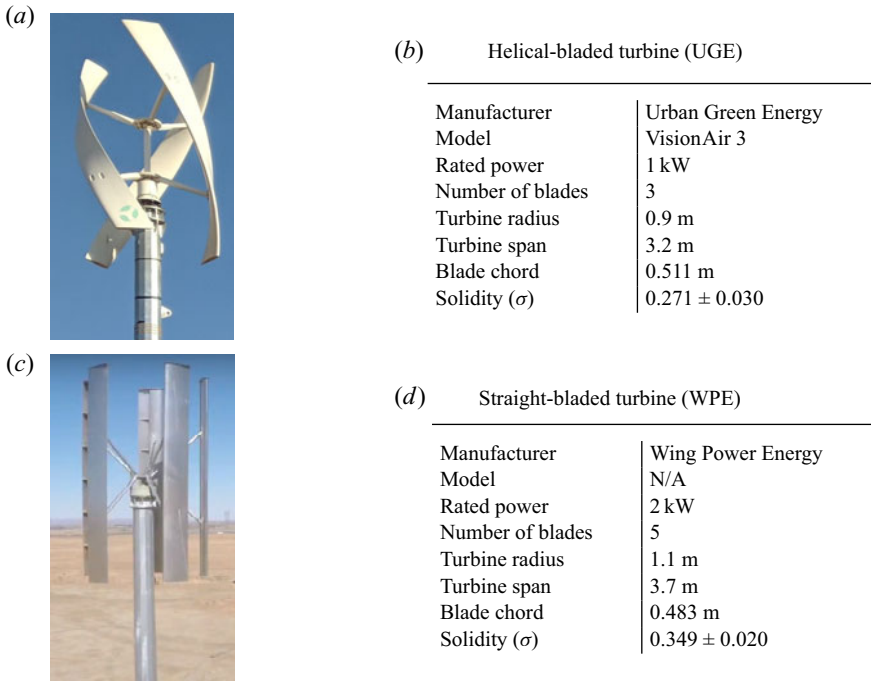 (a)
(b) Helical-bladed turbine (UGE)
Manufacturer Urban Green Energy
Model VisionAir 3
Rated power 1 kW
Number of blades 3
Turbine radius 0.9 m
Turbine span 3.2 m
Blade chord 0.511 m
Solidity (σ) 0.271 ± 0.030
(c)
(d) Straight-bladed turbine (WPE)
Manufacturer Wing Power Energy
Model N/A
Rated power 2 kW
Number of blades 5
Turbine radius 1.1 m
Turbine span 3.7 m
Blade chord 0.483 m
Solidity (σ) 0.349 ± 0.020